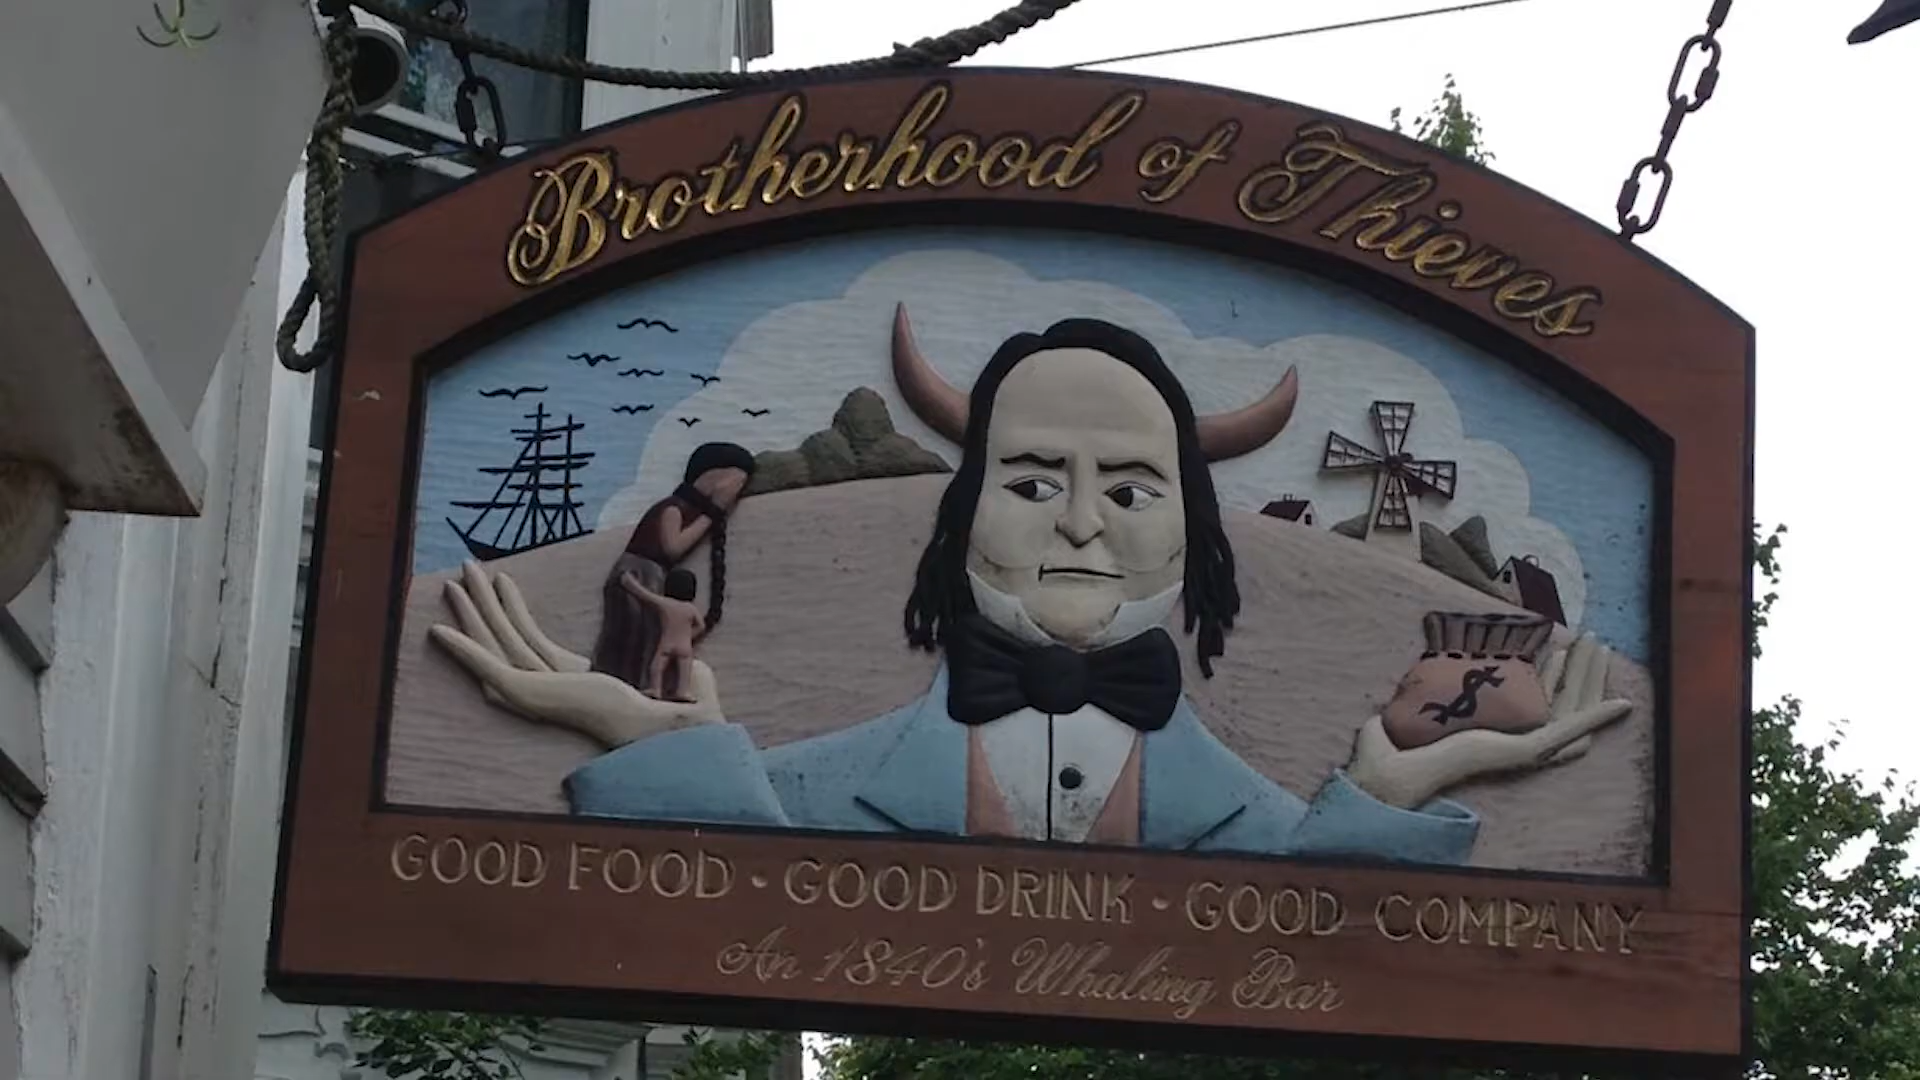 Brotherhood of Thieves
$
GOOD FOOD · GOOD DRINK · GOOD COMPANY
An 1840's Whaling Bar